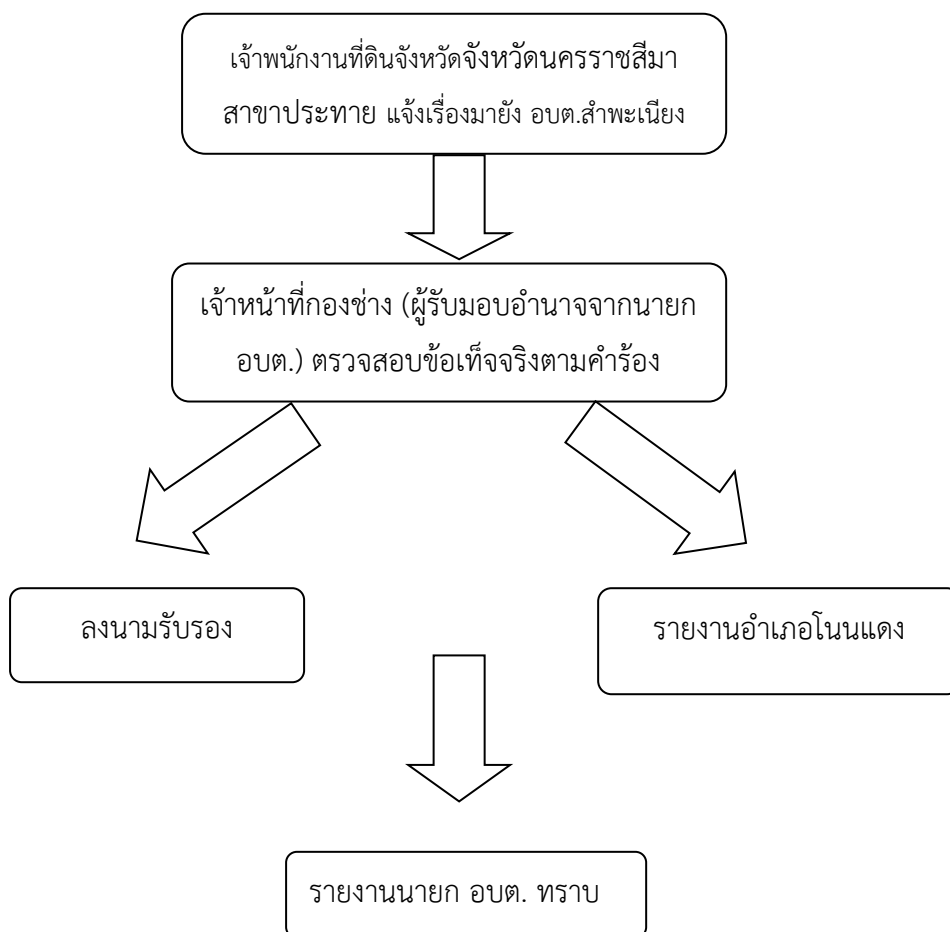 เจ้าพนักงานที่ดินจังหวัดจังหวัดนครราชสีมา
สาขาประทาย แจ้งเรื่องมายัง อบต.สำพะเนียง
เจ้าหน้าที่กองช่าง (ผู้รับมอบอำนาจจากนายก
อบต.) ตรวจสอบข้อเท็จจริงตามคำร้อง
ลงนามรับรอง
รายงานอำเภอโนนแดง
รายงานนายก อบต. ทราบ